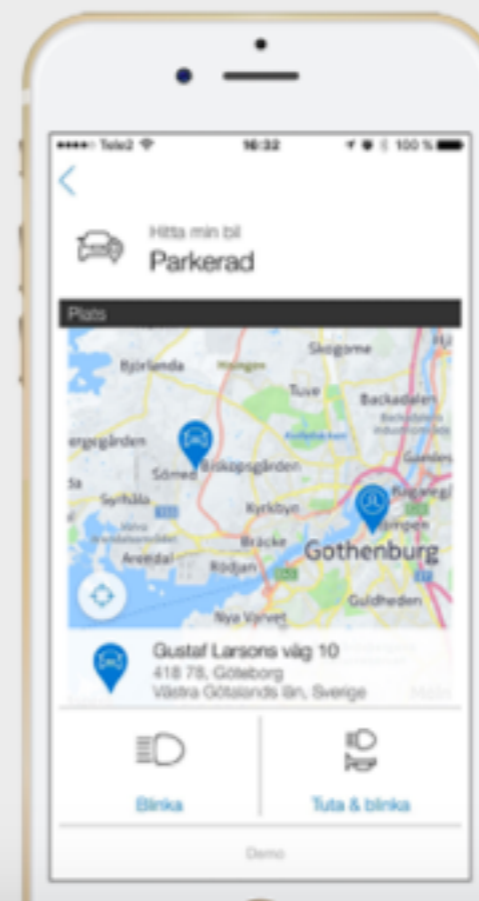 Tele2
16:32
100 %
Hitta min bil
Parkerad
Plats
Skogome
Björlanda
Tuve
Backadalen
Sörred
Biskopsgården
Kyrkbyn
Bräcke
Gothenburg
Arendal
Rödjan
Guldheden
Nya Varvet
Gustaf Larsons väg 10
418 78, Göteborg
Västra Götalands län, Sverige
Blinka
Tuta & blinka
Demo